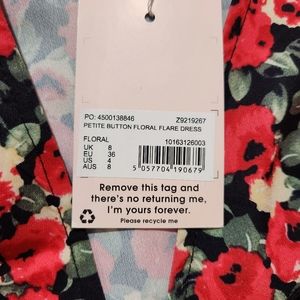 PO: 4500138846 Z9219267
PETITE BUTTON FLORAL FLARE DRESS
FLORAL 10163126003
UK 8
EU 36
US 4
AUS 8
5 057704 190679
Remove this tag and
there's no returning me,
I'm yours forever.
Please recycle me